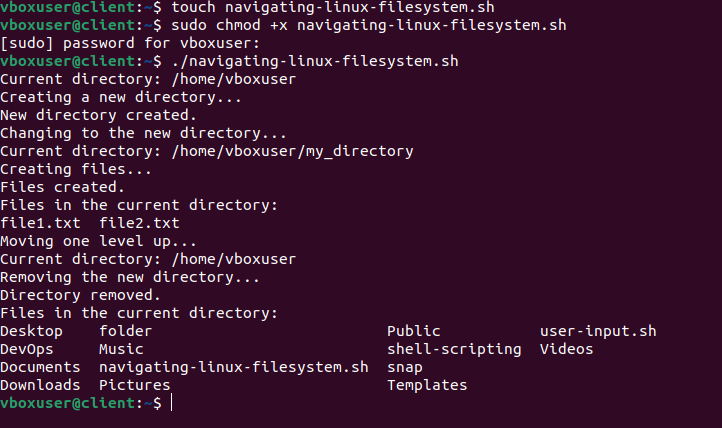 vboxuser@client:~$ touch navigating-linux-filesystem.sh
vboxuser@client:~$ sudo chmod +x navigating-linux-filesystem.sh
[sudo] password for vboxuser:
vboxuser@client:~$ ./navigating-linux-filesystem.sh
Current directory: /home/vboxuser
Creating a new directory...
New directory created.
Changing to the new directory...
Current directory: /home/vboxuser/my_directory
Creating files...
Files created.
Files in the current directory:
file1.txt  file2.txt
Moving one level up...
Current directory: /home/vboxuser
Removing the new directory...
Directory removed.
Files in the current directory:
Desktop    folder                          Public           user-input.sh
DevOps     Music                           shell-scripting  Videos
Documents  navigating-linux-filesystem.sh  snap
Downloads  Pictures                        Templates
vboxuser@client:~$